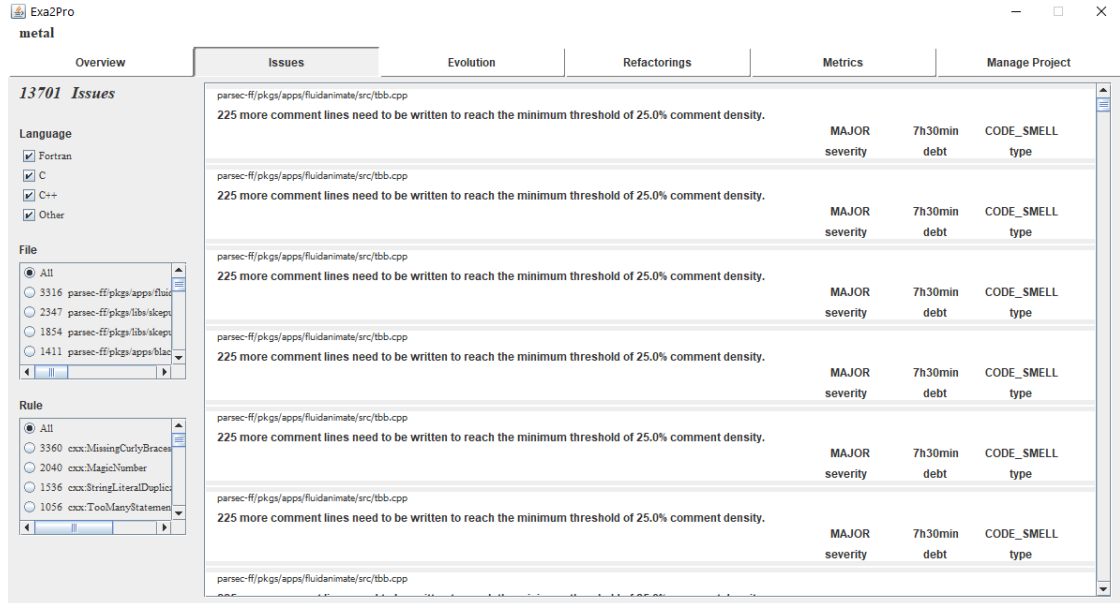 Exa2Pro
metal
Overview Issues Evolution Refactorings Metrics Manage Project
13701 Issues
Language
Fortran
C
C++
Other
File
All
3316 parsec-ff/pkgs/apps/fluid
2347 parsec-ff/pkgs/libs/skepu
1854 parsec-ff/pkgs/libs/skepu
1411 parsec-ff/pkgs/apps/blac
Rule
All
3360 cxx:MissingCurlyBraces
2040 cxx:MagicNumber
1536 cxx:StringLiteralDuplica
1056 cxx:TooManyStatemen
parsec-ff/pkgs/apps/fluidanimate/src/tbb.cpp
225 more comment lines need to be written to reach the minimum threshold of 25.0% comment density.
MAJOR 7h30min CODE_SMELL
severity debt type
parsec-ff/pkgs/apps/fluidanimate/src/tbb.cpp
225 more comment lines need to be written to reach the minimum threshold of 25.0% comment density.
MAJOR 7h30min CODE_SMELL
severity debt type
parsec-ff/pkgs/apps/fluidanimate/src/tbb.cpp
225 more comment lines need to be written to reach the minimum threshold of 25.0% comment density.
MAJOR 7h30min CODE_SMELL
severity debt type
parsec-ff/pkgs/apps/fluidanimate/src/tbb.cpp
225 more comment lines need to be written to reach the minimum threshold of 25.0% comment density.
MAJOR 7h30min CODE_SMELL
severity debt type
parsec-ff/pkgs/apps/fluidanimate/src/tbb.cpp
225 more comment lines need to be written to reach the minimum threshold of 25.0% comment density.
MAJOR 7h30min CODE_SMELL
severity debt type
parsec-ff/pkgs/apps/fluidanimate/src/tbb.cpp
225 more comment lines need to be written to reach the minimum threshold of 25.0% comment density.
MAJOR 7h30min CODE_SMELL
severity debt type
parsec-ff/pkgs/apps/fluidanimate/src/tbb.cpp